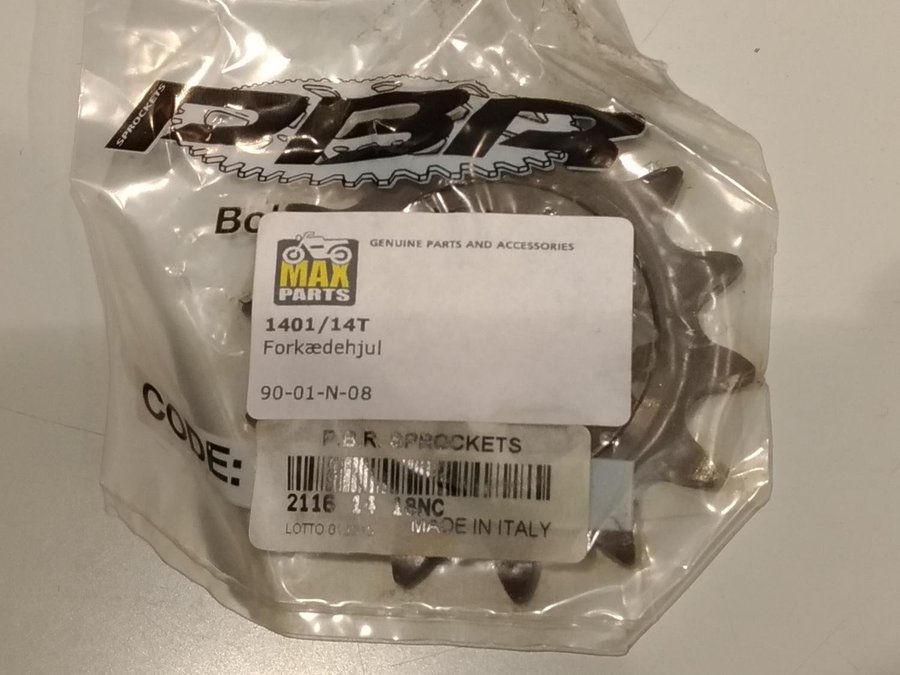 SPROCKETS
PBR
GENUINE PARTS AND ACCESSORIES
MAX
PARTS
1401/14T
Forkædehjul
90-01-N-08
CODE:
P.B.R. SPROCKETS
2116 14 18NC
LOTTO
MADE IN ITALY